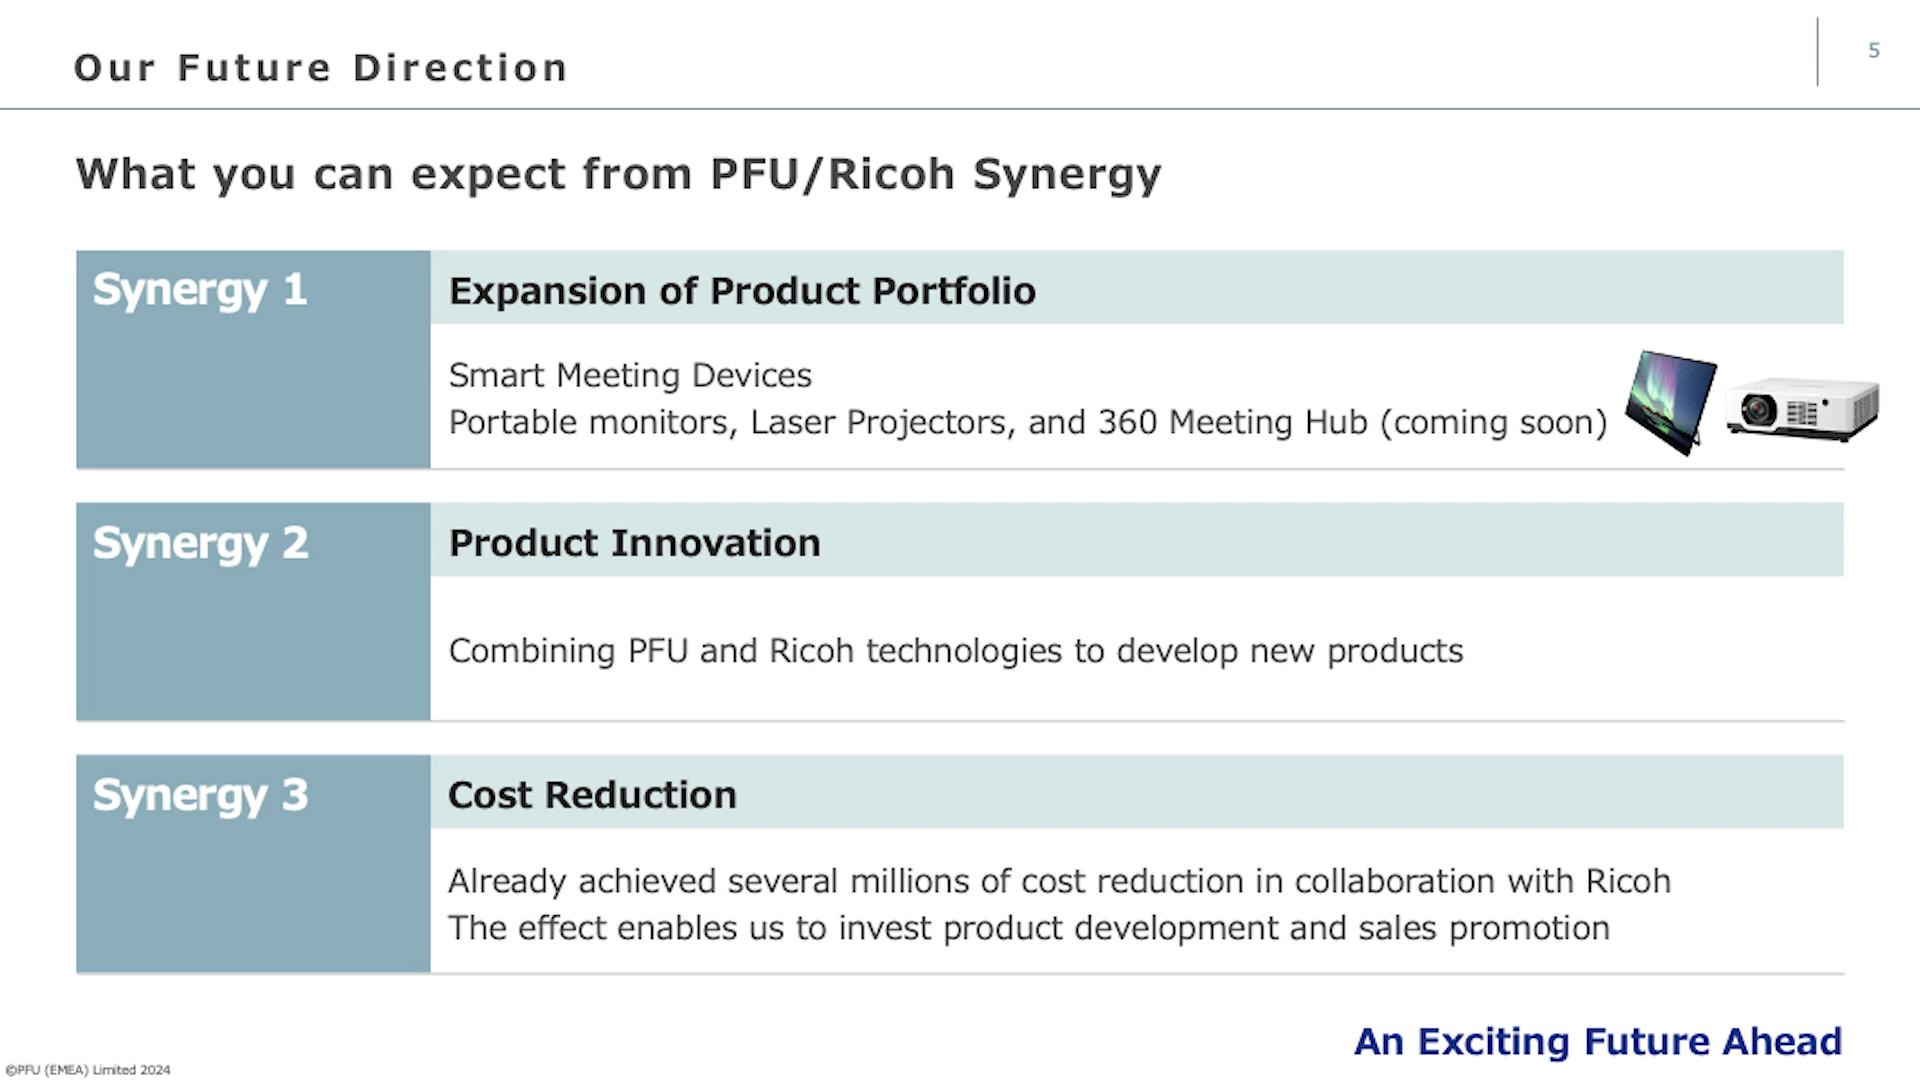 Our Future Direction
5
What you can expect from PFU/Ricoh Synergy
Synergy 1
Expansion of Product Portfolio
Smart Meeting Devices
Portable monitors, Laser Projectors, and 360 Meeting Hub (coming soon)
Synergy 2
Product Innovation
Combining PFU and Ricoh technologies to develop new products
Synergy 3
Cost Reduction
Already achieved several millions of cost reduction in collaboration with Ricoh
The effect enables us to invest product development and sales promotion
An Exciting Future Ahead
©PFU (EMEA) Limited 2024